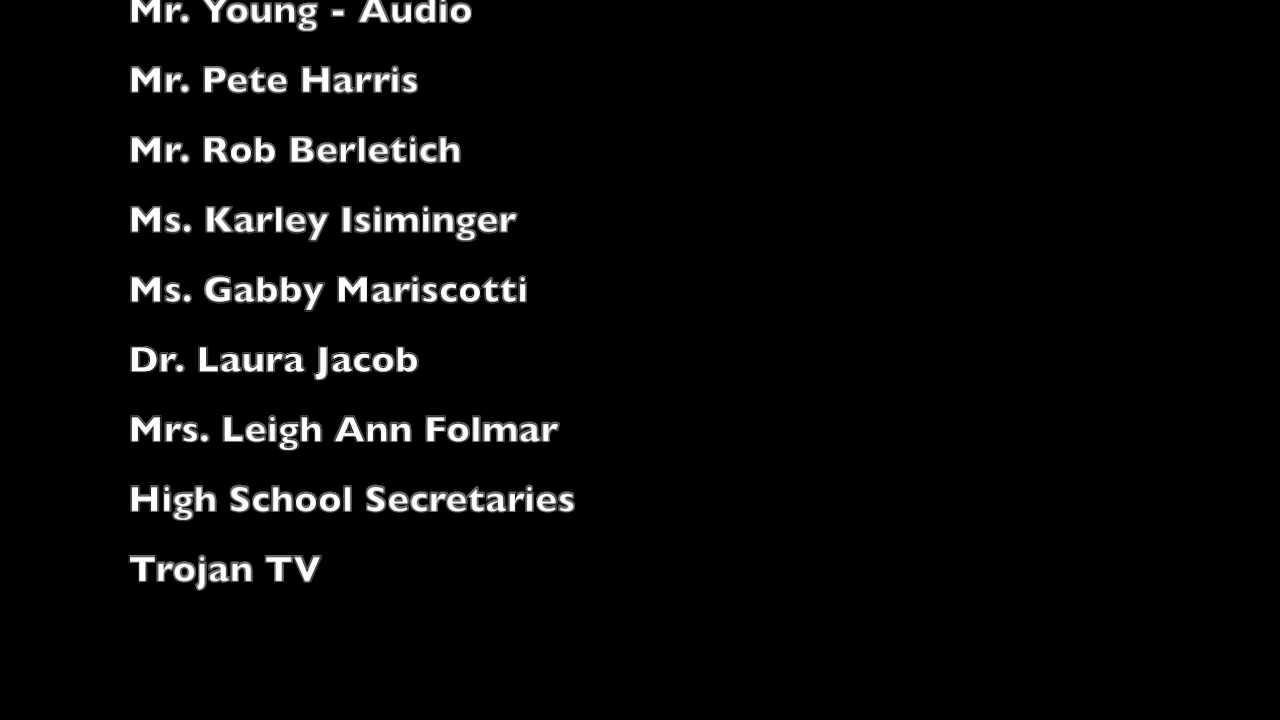 Mr. Young - Audio
Mr. Pete Harris
Mr. Rob Berletich
Ms. Karley Isiminger
Ms. Gabby Mariscotti
Dr. Laura Jacob
Mrs. Leigh Ann Folmar
High School Secretaries
Trojan TV